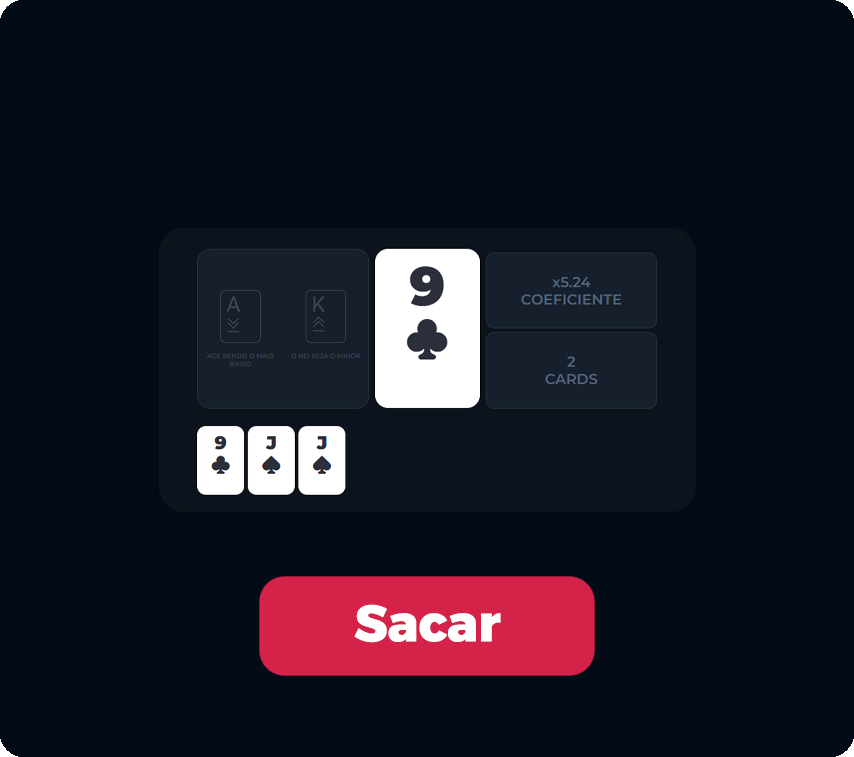 A
K
ACE SENDO O MAIS
BAIXO
O REI SEJA O MAIOR
9
x5.24
COEFICIENTE
2
CARDS
9 J J
Sacar